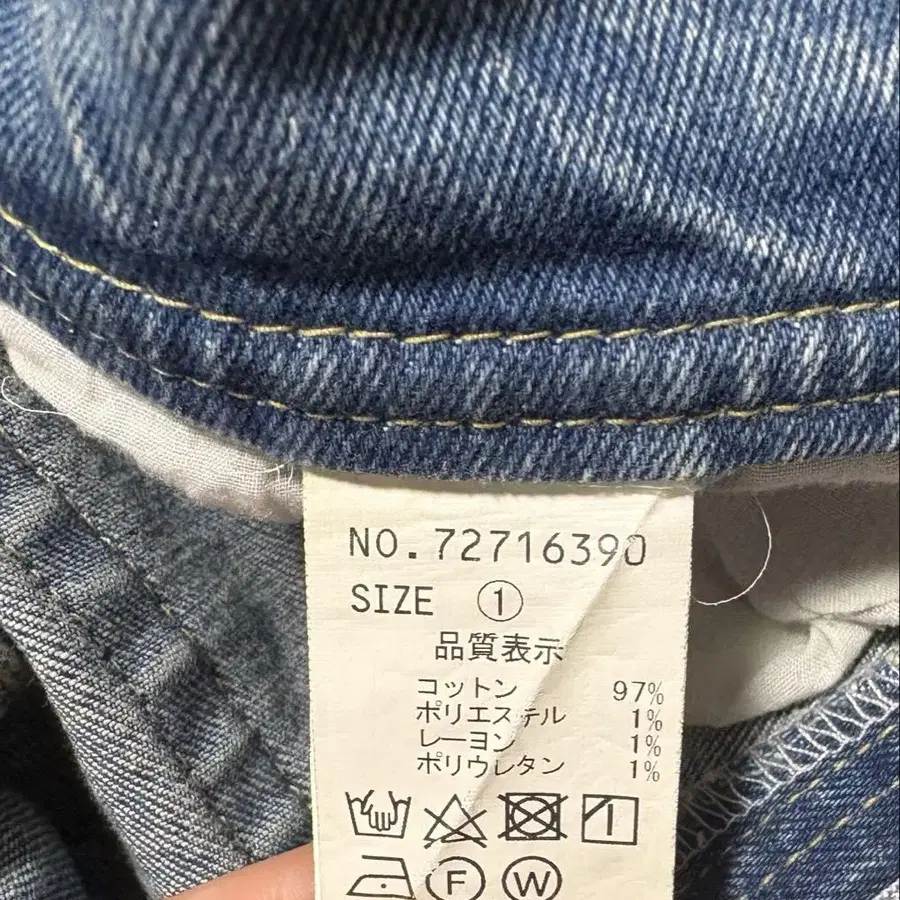 NO.72716390
SIZE ①
品質表示
コットン 97%
ポリエステル 1%
レーヨン 1%
ポリウレタン 1%
F W